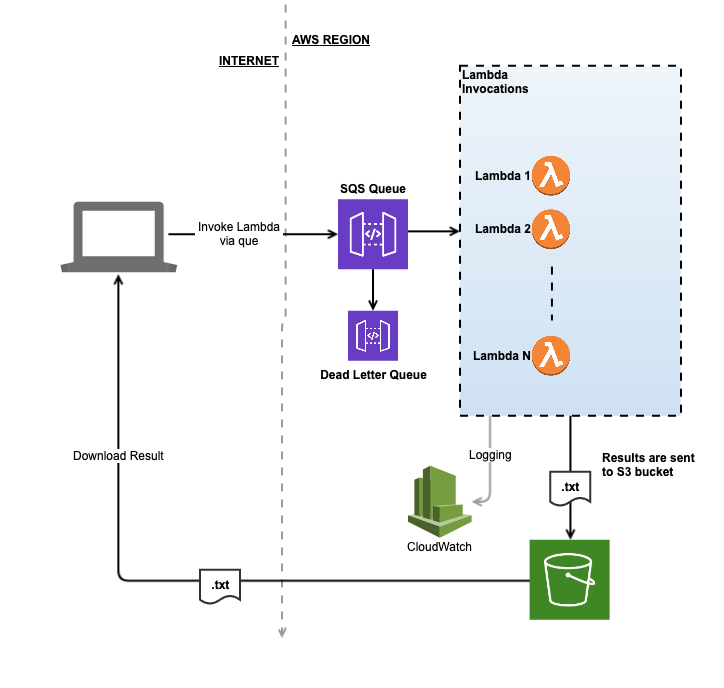 AWS REGION
INTERNET
Lambda
Invocations
Lambda 1
SQS Queue
Invoke Lambda
via que
Lambda 2
</>
</>
Lambda N
Dead Letter Queue
Download Result
Logging
Results are sent
to S3 bucket
.txt
CloudWatch
.txt